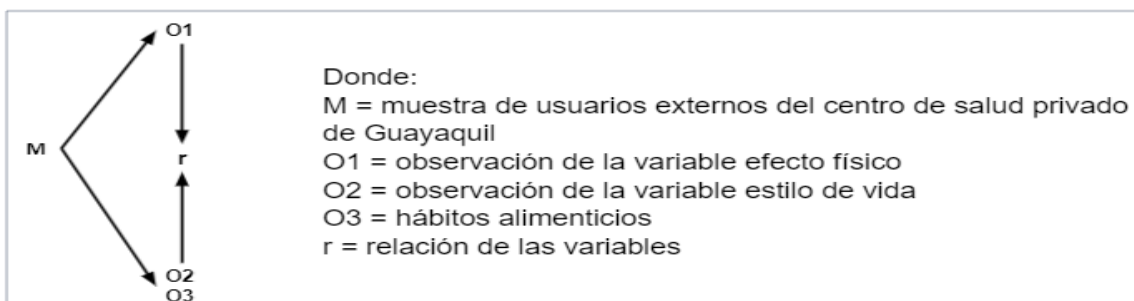 O1
Donde:
M = muestra de usuarios externos del centro de salud privado
de Guayaquil
M
r
O1 = observación de la variable efecto físico
O2 = observación de la variable estilo de vida
O3 = hábitos alimenticios
r = relación de las variables
O2
O3